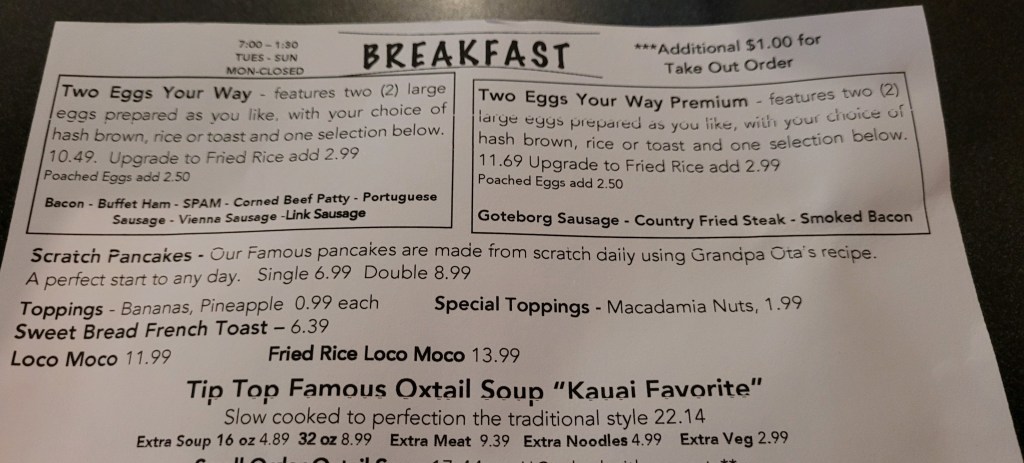 7:00 – 1:30
TUES - SUN
MON-CLOSED
BREAKFAST
***Additional $1.00 for
Take Out Order
Two Eggs Your Way - features two (2) large
eggs prepared as you like, with your choice of
hash brown, rice or toast and one selection below.
10.49. Upgrade to Fried Rice add 2.99
Poached Eggs add 2.50
Bacon - Buffet Ham - SPAM - Corned Beef Patty - Portuguese
Sausage - Vienna Sausage -Link Sausage
Two Eggs Your Way Premium - features two (2)
large eggs prepared as you like, with your choice of
hash brown, rice or toast and one selection below.
11.69 Upgrade to Fried Rice add 2.99
Poached Eggs add 2.50
Goteborg Sausage - Country Fried Steak - Smoked Bacon
Scratch Pancakes - Our Famous pancakes are made from scratch daily using Grandpa Ota's recipe.
A perfect start to any day. Single 6.99 Double 8.99
Toppings - Bananas, Pineapple 0.99 each Special Toppings - Macadamia Nuts, 1.99
Sweet Bread French Toast – 6.39
Loco Moco 11.99 Fried Rice Loco Moco 13.99
Tip Top Famous Oxtail Soup "Kauai Favorite"
Slow cooked to perfection the traditional style 22.14
Extra Soup 16 oz 4.89 32 oz 8.99 Extra Meat 9.39 Extra Noodles 4.99 Extra Veg 2.99